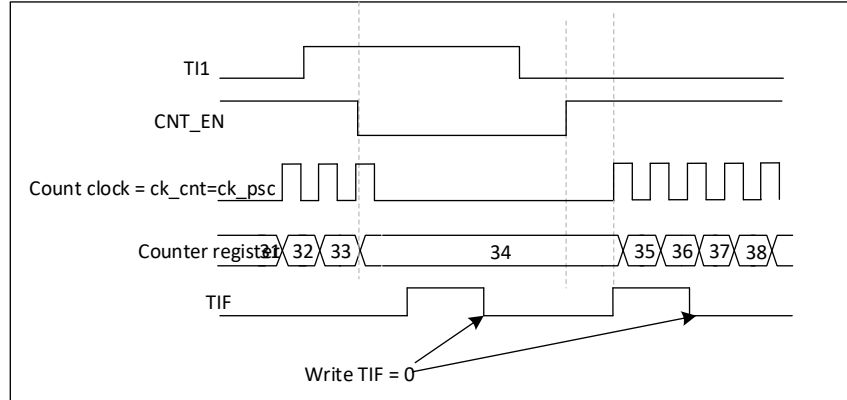 TI1
CNT_EN
Count clock = ck_cnt=ck_psc
Counter register 31 32 33 34 35 36 37 38
TIF
Write TIF = 0